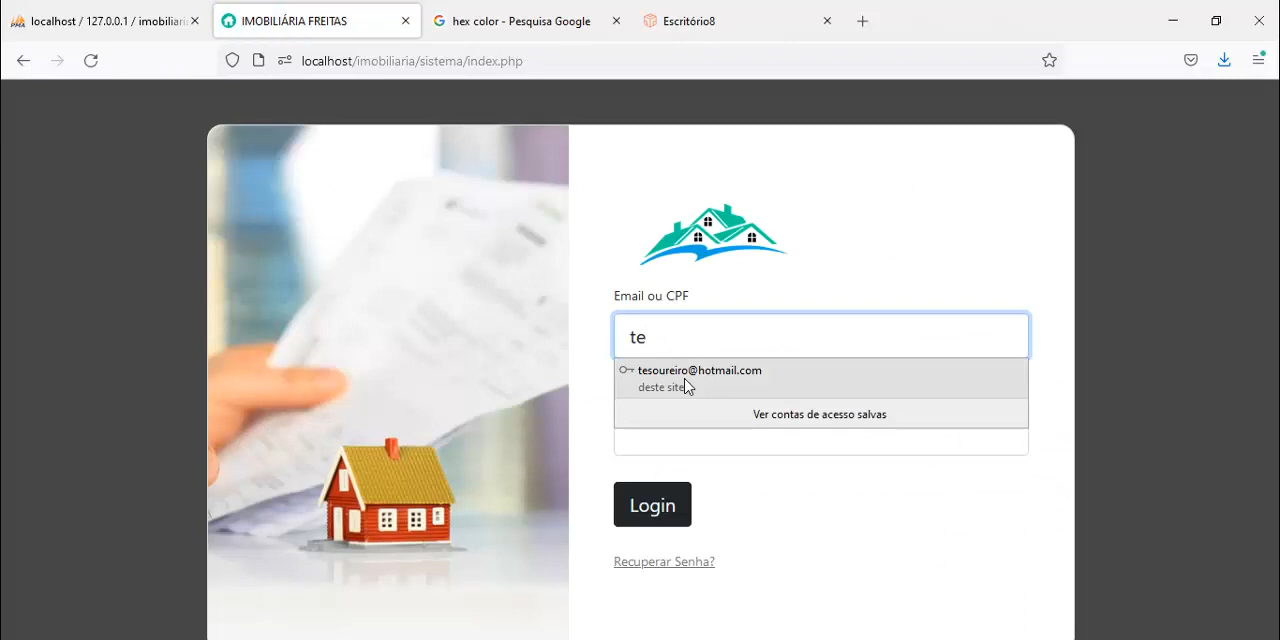 localhost / 127.0.0.1 / imobiliari
IMOBILIÁRIA FREITAS
hex color - Pesquisa Google
Escritório8
localhost/imobiliaria/sistema/index.php
Email ou CPF
te
tesoureiro@hotmail.com
deste site
Ver contas de acesso salvas
Login
Recuperar Senha?